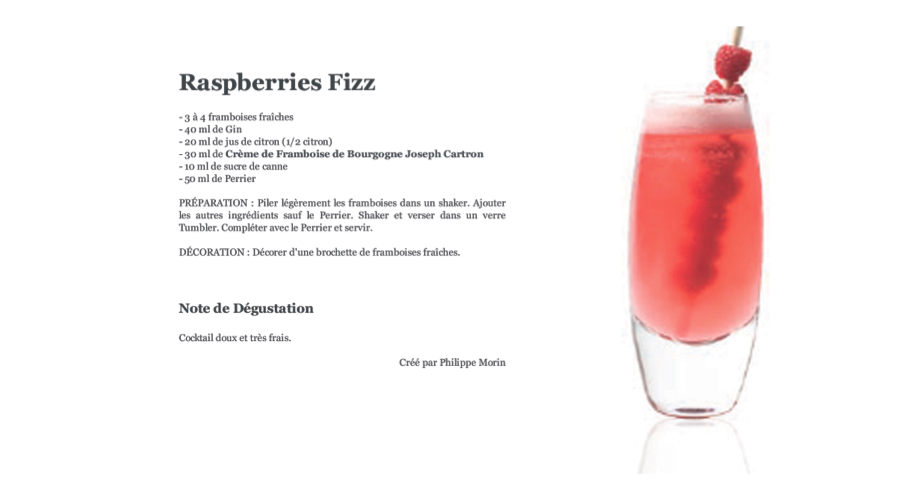 Raspberries Fizz
- 3 à 4 framboises fraîches
- 40 ml de Gin
- 20 ml de jus de citron (1/2 citron)
- 30 ml de Crème de Framboise de Bourgogne Joseph Cartron
- 10 ml de sucre de canne
- 50 ml de Perrier
PRÉPARATION : Piler légèrement les framboises dans un shaker. Ajouter
les autres ingrédients sauf le Perrier. Shaker et verser dans un verre
Tumbler. Compléter avec le Perrier et servir.
DÉCORATION : Décorer d'une brochette de framboises fraîches.
Note de Dégustation
Cocktail doux et très frais.
Créé par Philippe Morin